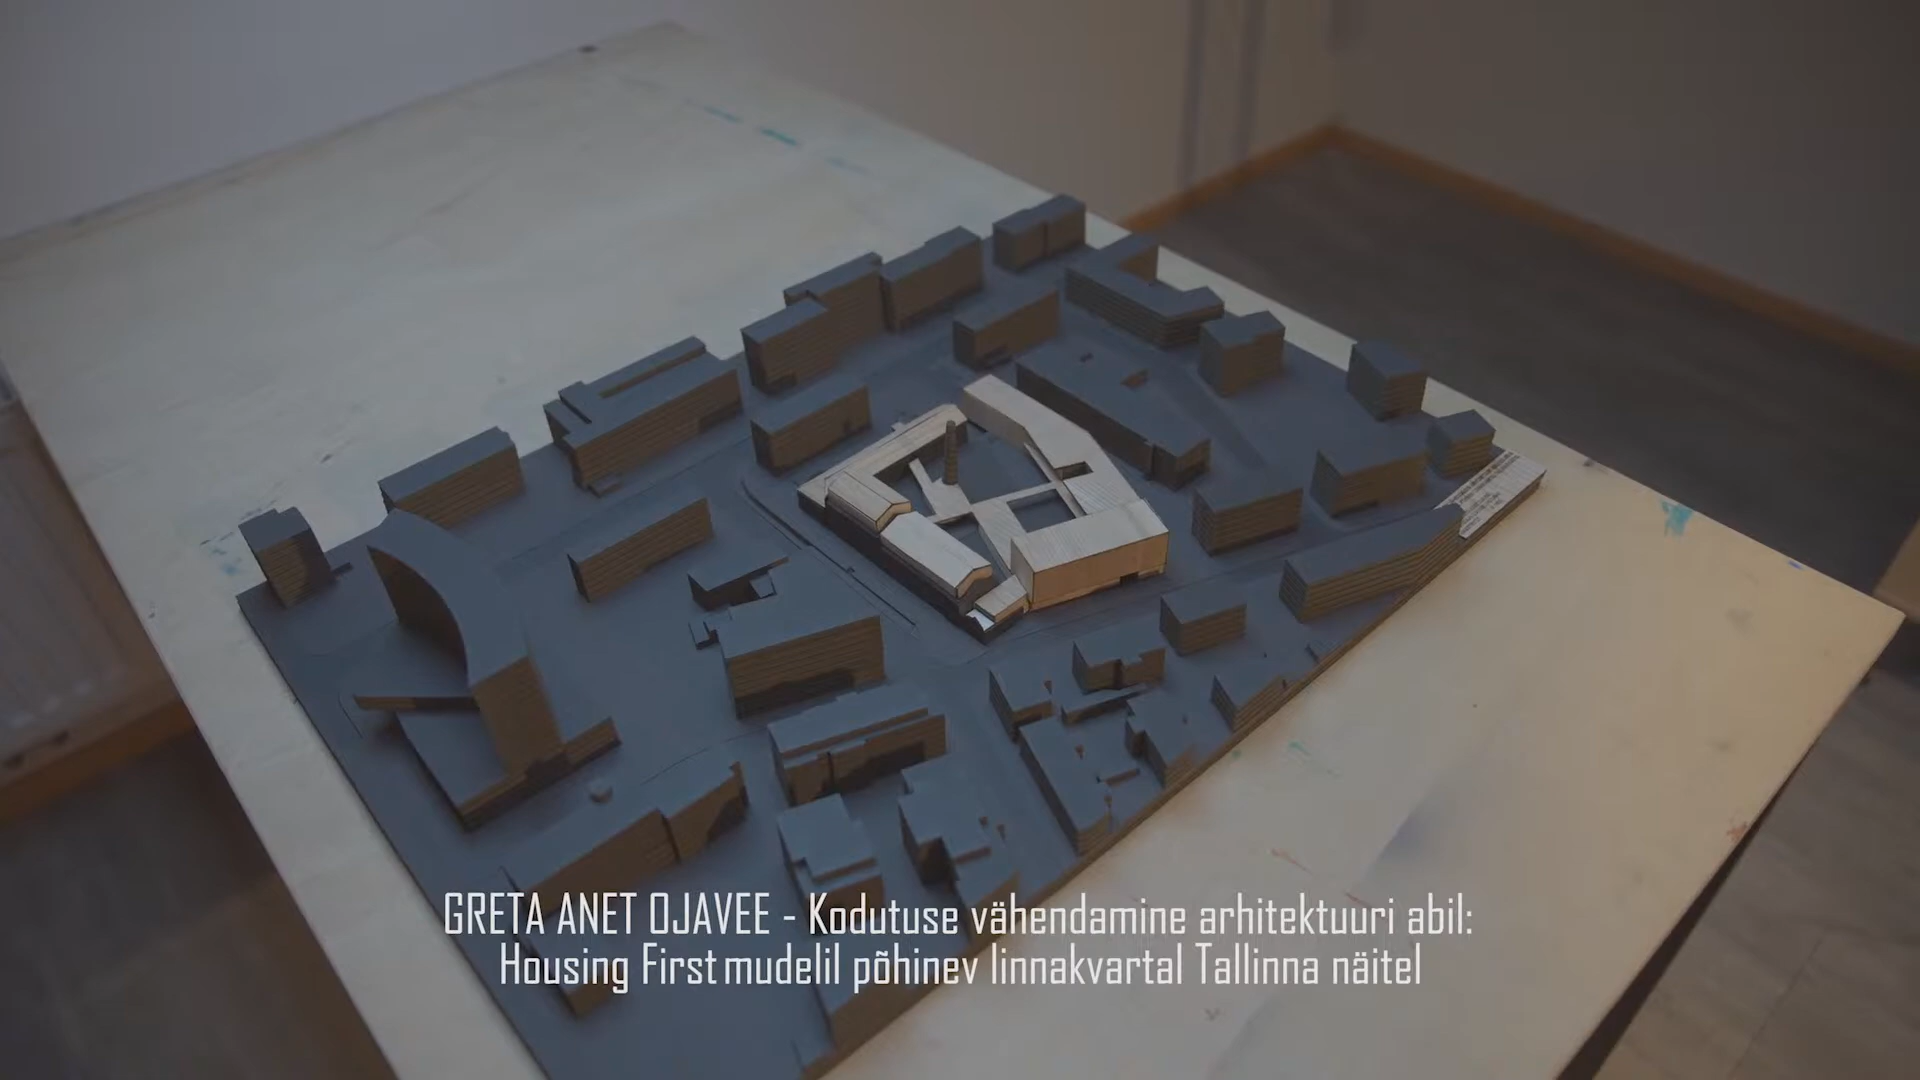 GRETA ANET OJAVEE - Kodutuse vähendamine arhitektuuri abil:
Housing First mudelil põhinev linnakvartal Tallinna näitel